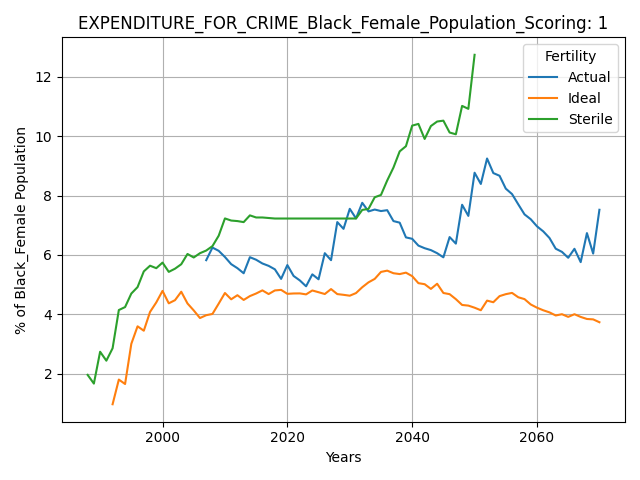 EXPENDITURE_FOR_CRIME_Black_Female_Population_Scoring: 1
% of Black_Female Population
12
10
8
6
4
2
Fertility
Actual
Ideal
Sterile
2000
2020
2040
2060
Years